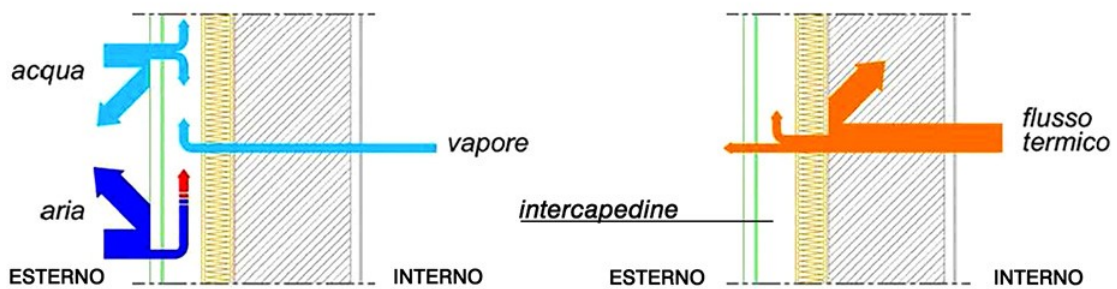 acqua
vapore
aria
ESTERNO
INTERNO
flusso
termico
intercapedine
ESTERNO
INTERNO